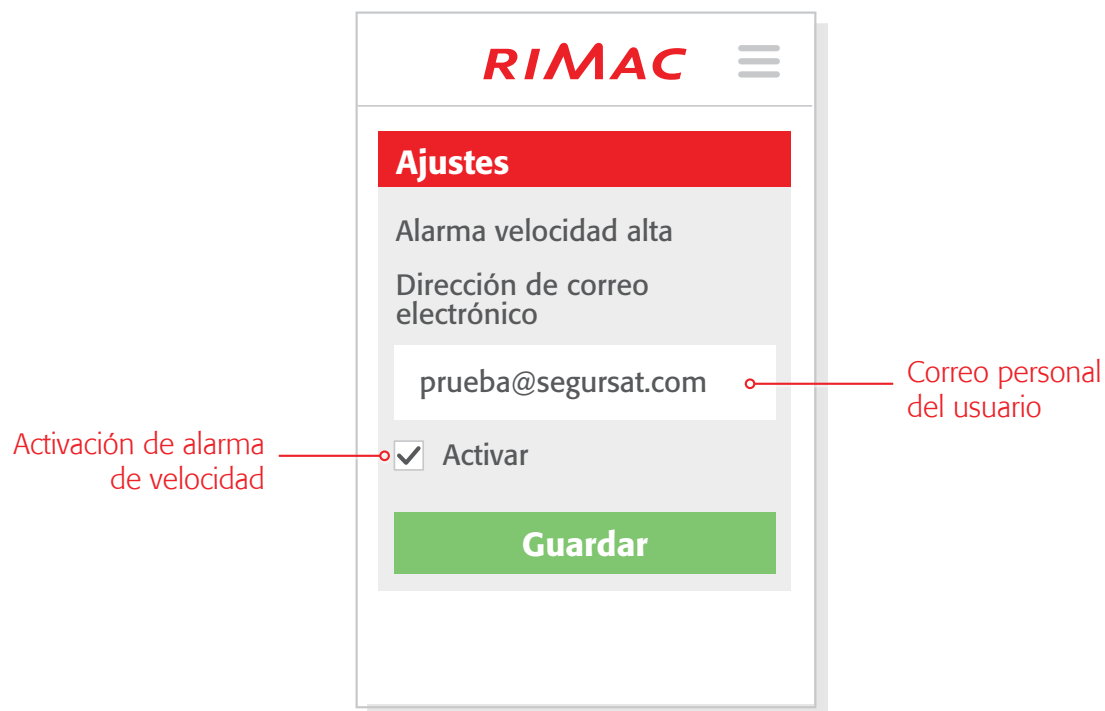 RIMAC
Ajustes
Alarma velocidad alta
Dirección de correo
electrónico
prueba@segursat.com
Correo personal
del usuario
Activación de alarma
de velocidad
Activar
Guardar